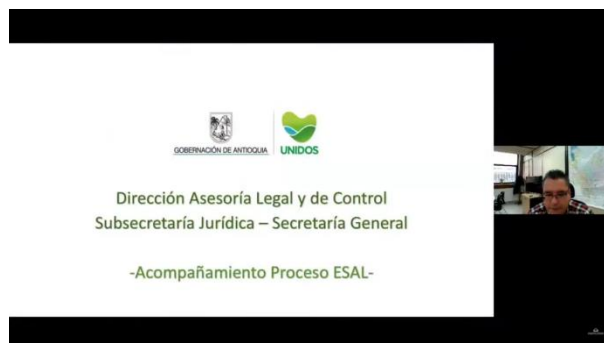 GOBERNACIÓN DE ANTIOQUIA
UNIDOS
Dirección Asesoría Legal y de Control
Subsecretaría Jurídica – Secretaría General
-Acompañamiento Proceso ESAL-